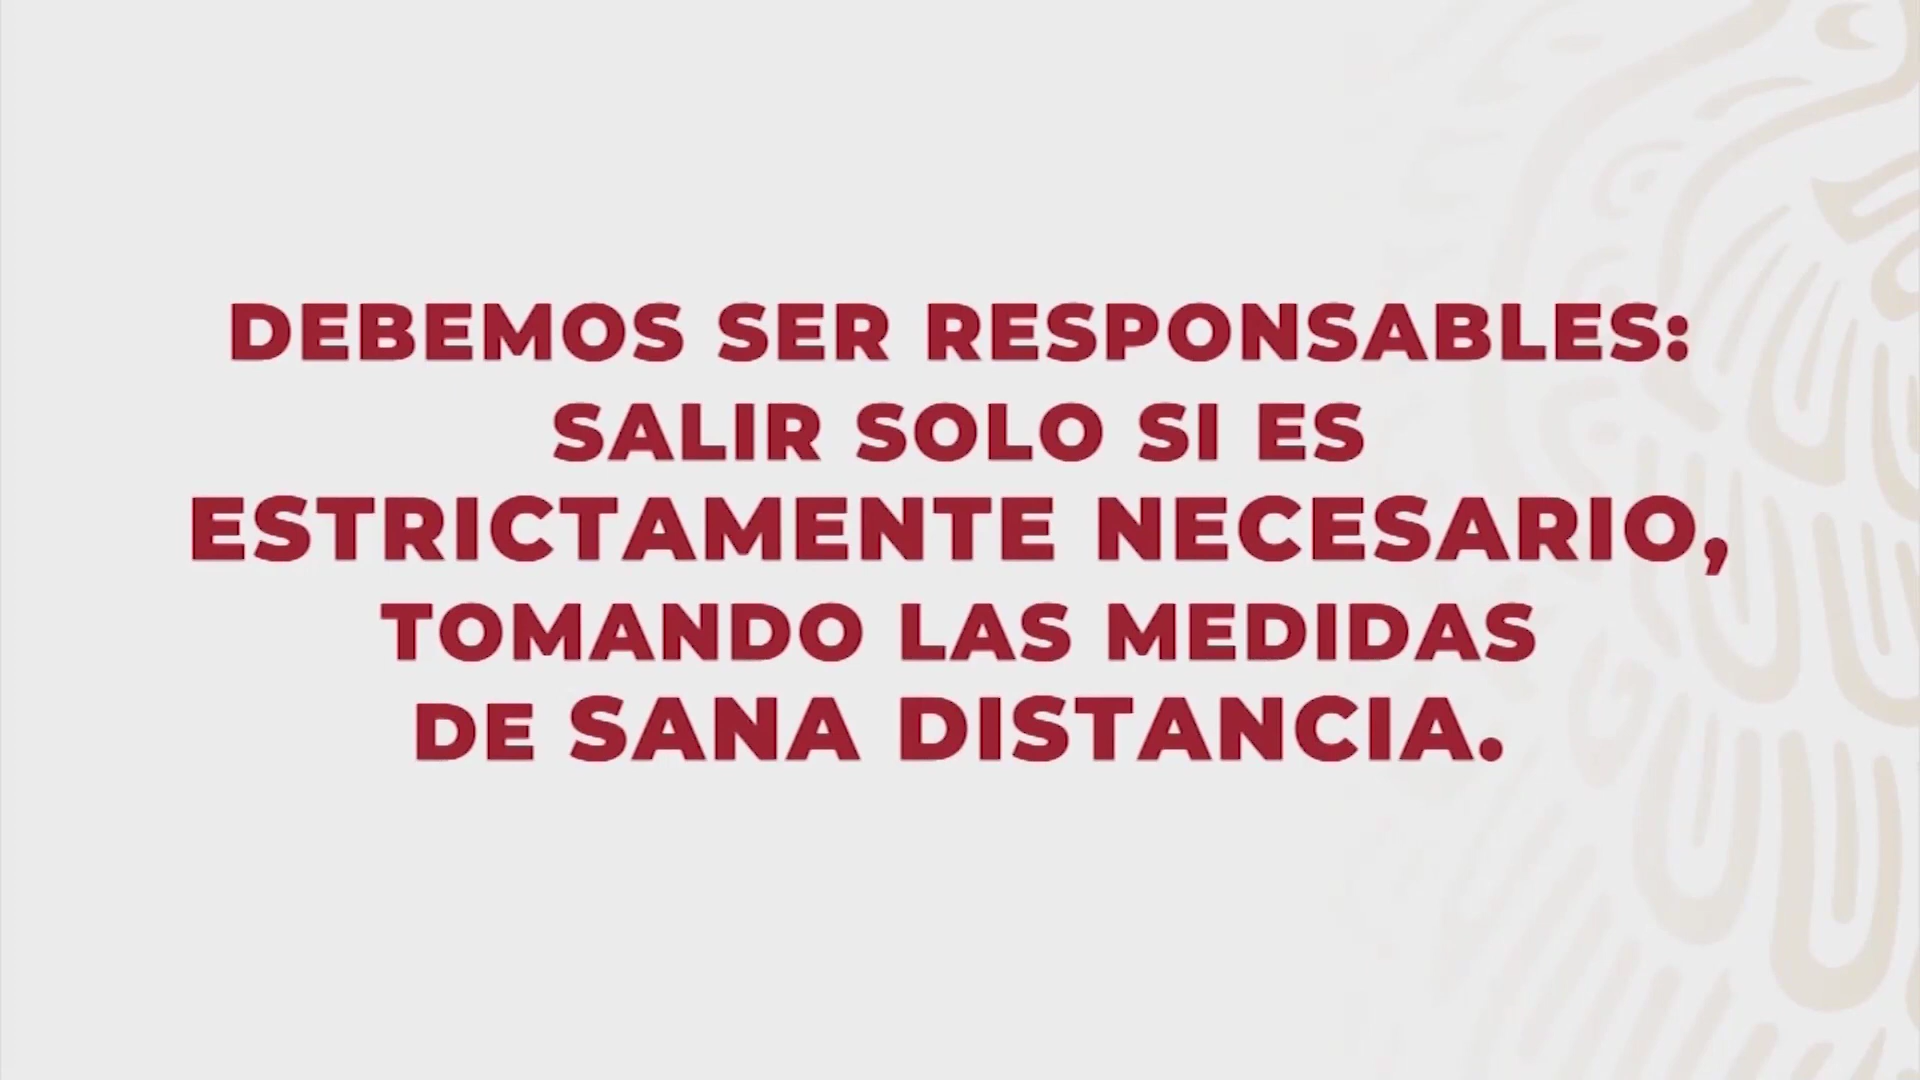 DEBEMOS SER RESPONSABLES:
SALIR SOLO SI ES
ESTRICTAMENTE NECESARIO,
TOMANDO LAS MEDIDAS
DE SANA DISTANCIA.